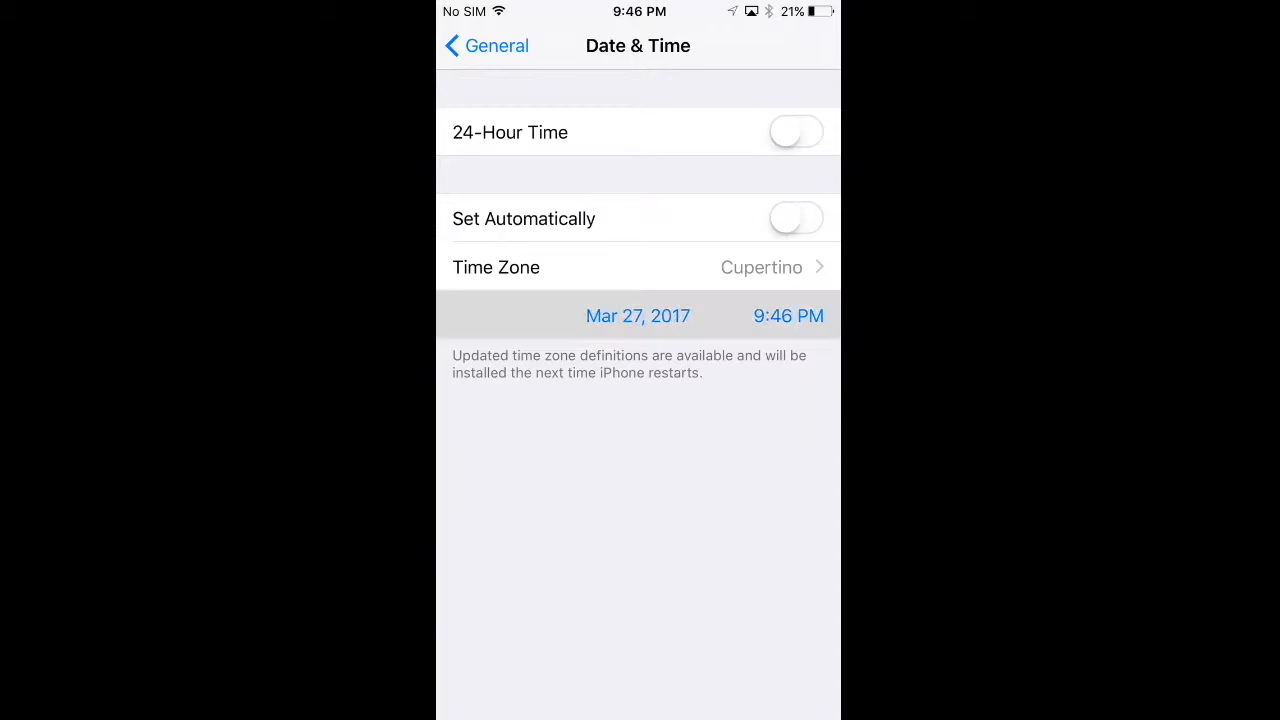 No SIM 9:46 PM 21%
General Date & Time
24-Hour Time
Set Automatically
Time Zone Cupertino
Mar 27, 2017 9:46 PM
Updated time zone definitions are available and will be
installed the next time iPhone restarts.